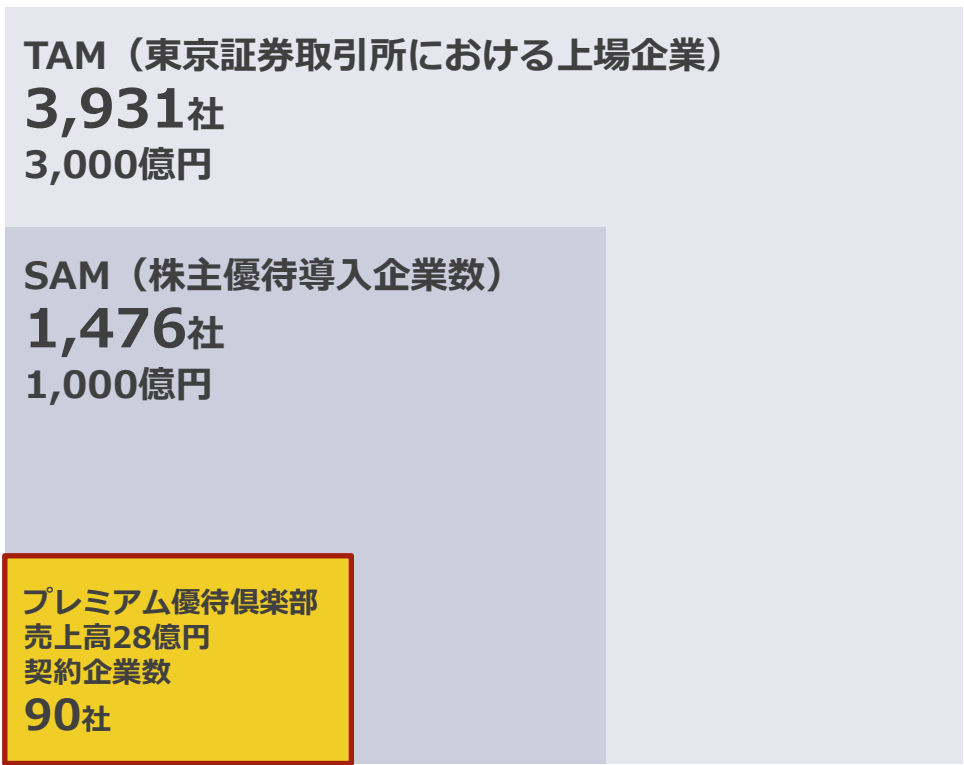 TAM（東京証券取引所における上場企業）
3,931社
3,000億円
SAM（株主優待導入企業数）
1,476社
1,000億円
プレミアム優待倶楽部
売上高28億円
契約企業数
90社